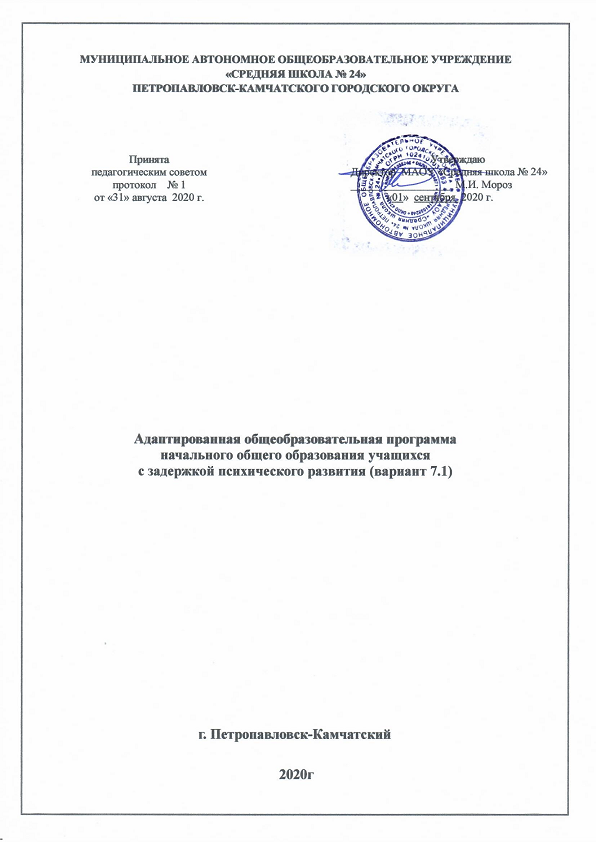 МУНИЦИПАЛЬНОЕ АВТОНОМНОЕ ОБЩЕОБРАЗОВАТЕЛЬНОЕ УЧРЕЖДЕНИЕ
«СРЕДНЯЯ ШКОЛА № 24»
ПЕТРОПАВЛОВСК-КАМЧАТСКОГО ГОРОДСКОГО ОКРУГА
Принята
педагогическим советом
протокол № 1
от «31» августа 2020 г.
Утверждаю
Директор МАОУ «Средняя школа № 24»
М.И. Мороз
«01» сентября 2020 г.
Адаптированная общеобразовательная программа
начального общего образования учащихся
с задержкой психического развития (вариант 7.1)
г. Петропавловск-Камчатский
2020г